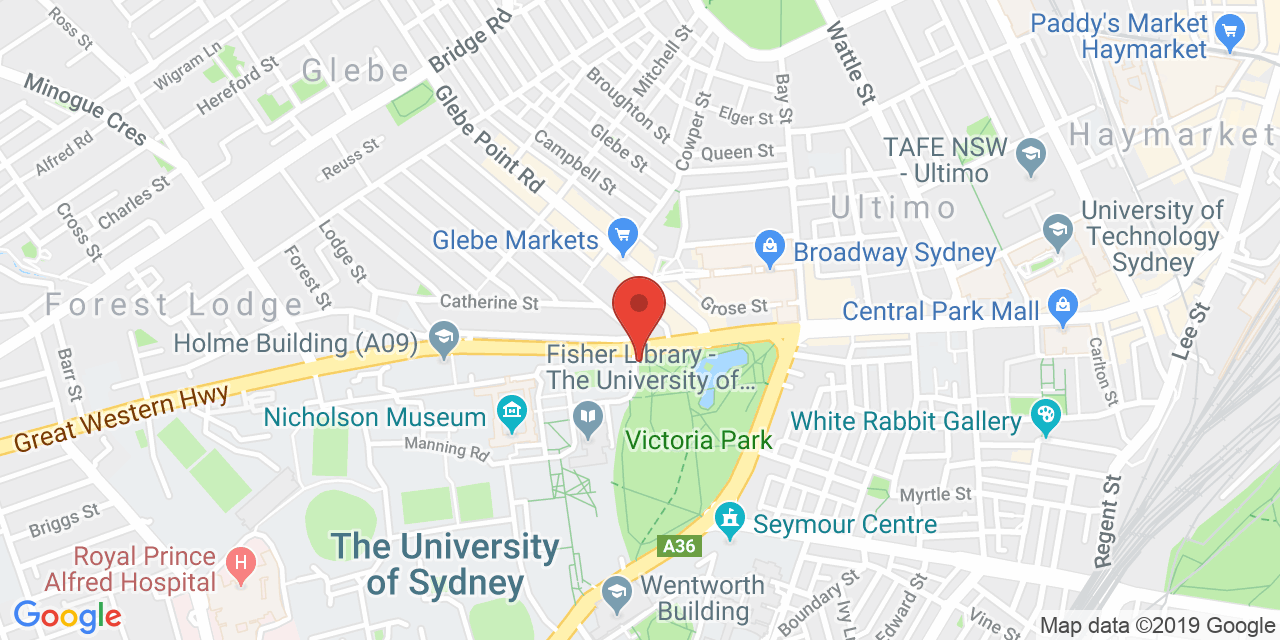 Ross St
Wigram Ln
Hereford St
Glebe
Bridge Rd
Mitchell St
Wattle St
Paddy's Market
Haymarket
Minogue Cres
Glebe Point Rd
Broughton St
Bay St
Elger St
Cowper St
Queen St
Haymarket
Alfred Rd
Reuss St
Glebe St
Campbell St
TAFE NSW
- Ultimo
Charles St
Cross St
Ultimo
University of
Technology
Sydney
Lodge St
Forest St
Glebe Markets
Broadway Sydney
Forest Lodge
Catherine St
Grose St
Central Park Mall
Lee St
Holme Building (A09)
Fisher Library -
The University of...
Barr St
Carlton St
Great Western Hwy
Nicholson Museum
White Rabbit Gallery
Manning Rd
Victoria Park
Myrtle St
Regent St
Briggs St
Seymour Centre
The University
of Sydney
A36
Royal Prince
Alfred Hospital
H
Wentworth
Building
Boundary St
Ivy Ln
Edward St
Vine St
Google
Map data ©2019 Google